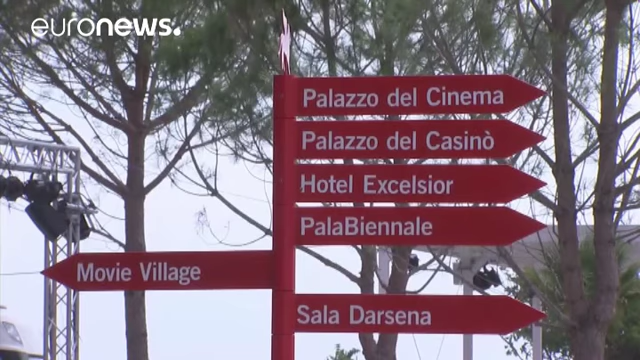 euronews.
Palazzo del Cinema
Palazzo del Casinò
Hotel Excelsior
PalaBiennale
Movie Village
Sala Darsena